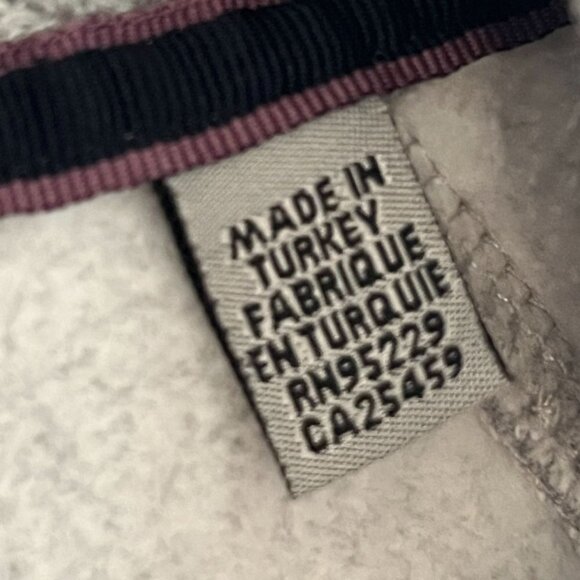 MADE IN
TURKEY
FABRIQUE
EN TURQUIE
RN95229
CA25459